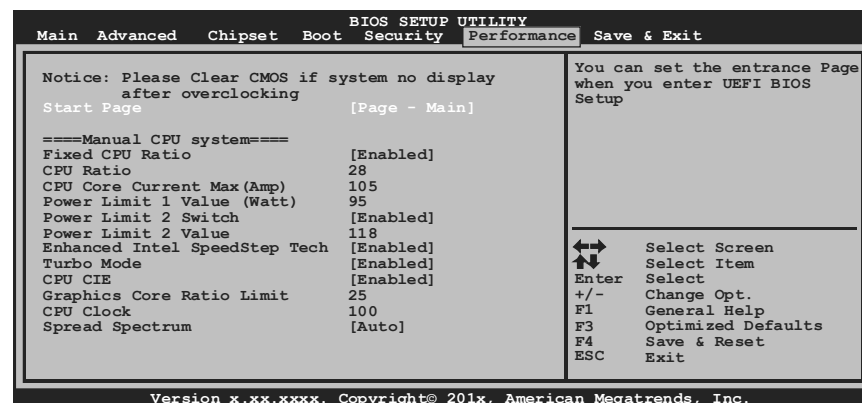 BIOS SETUP UTILITY
Main Advanced Chipset Boot Security Performance Save & Exit
Notice: Please Clear CMOS if system no display
after overclocking
Start Page [Page - Main]
====Manual CPU system====
Fixed CPU Ratio [Enabled]
CPU Ratio 28
CPU Core Current Max(Amp) 105
Power Limit 1 Value (Watt) 95
Power Limit 2 Switch [Enabled]
Power Limit 2 Value 118
Enhanced Intel SpeedStep Tech [Enabled]
Turbo Mode [Enabled]
CPU CIE [Enabled]
Graphics Core Ratio Limit 25
CPU Clock 100
Spread Spectrum [Auto]
You can set the entrance Page
when you enter UEFI BIOS
Setup
Select Screen
Select Item
Enter Select
+/- Change Opt.
F1 General Help
F3 Optimized Defaults
F4 Save & Reset
ESC Exit
Version x.xx.xxxx. Copyright© 201x, American Megatrends, Inc.